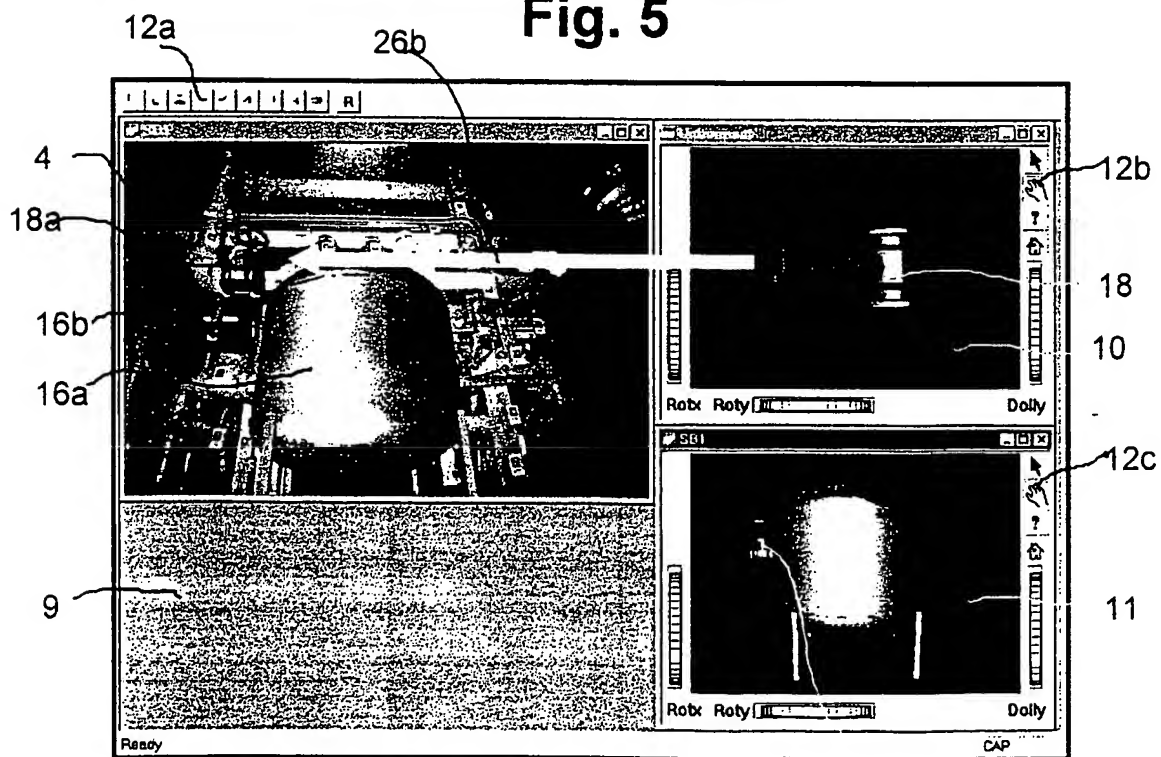 Fig. 5
12a
26b
R
4
18a
16b
16a
9
12b
?
18
10
Rotx Roty
Dolly
SB1
12c
?
11
Rotx Roty
Dolly
Ready
CAP